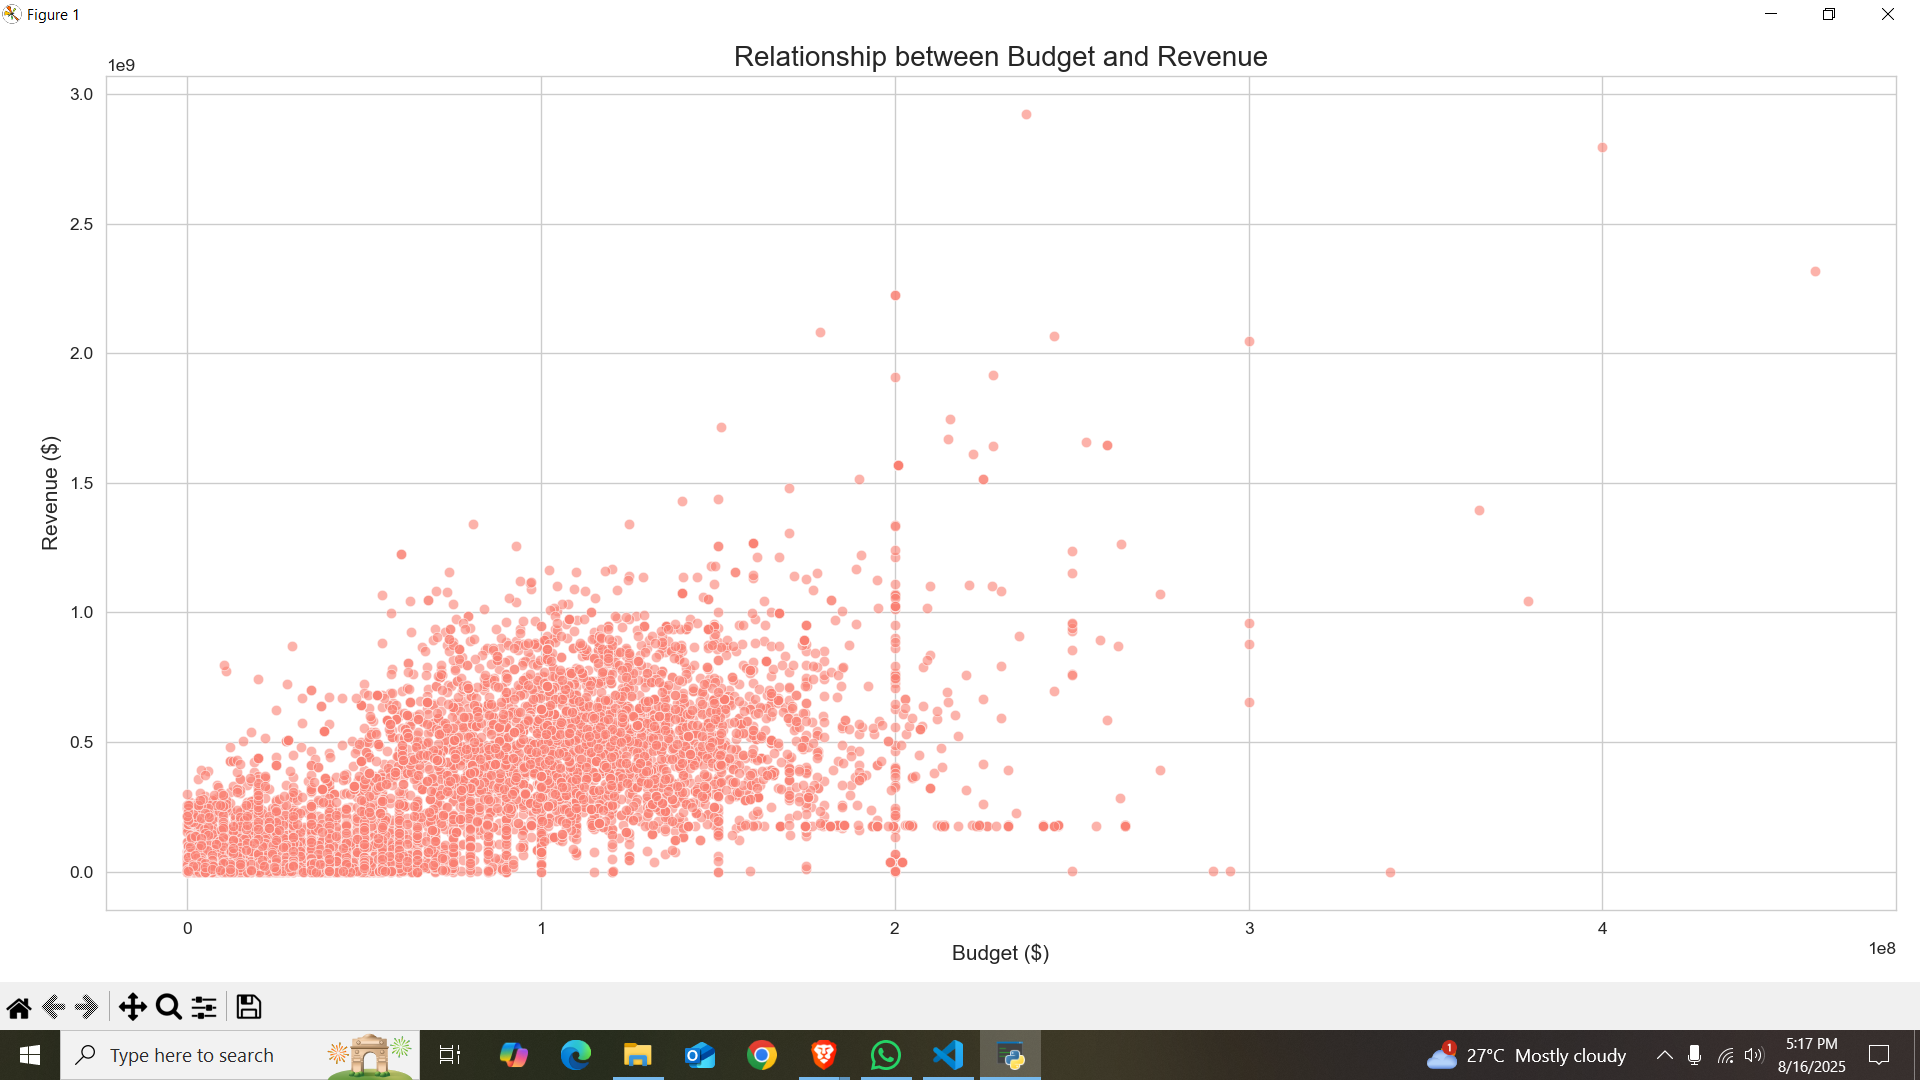 Figure 1
Relationship between Budget and Revenue
1e9
3.0
2.5
2.0
1.5
1.0
0.5
0.0
Revenue ($)
0 1 2 3 4
Budget ($)
1e8
Type here to search
1
27°C Mostly cloudy
5:17 PM
8/16/2025